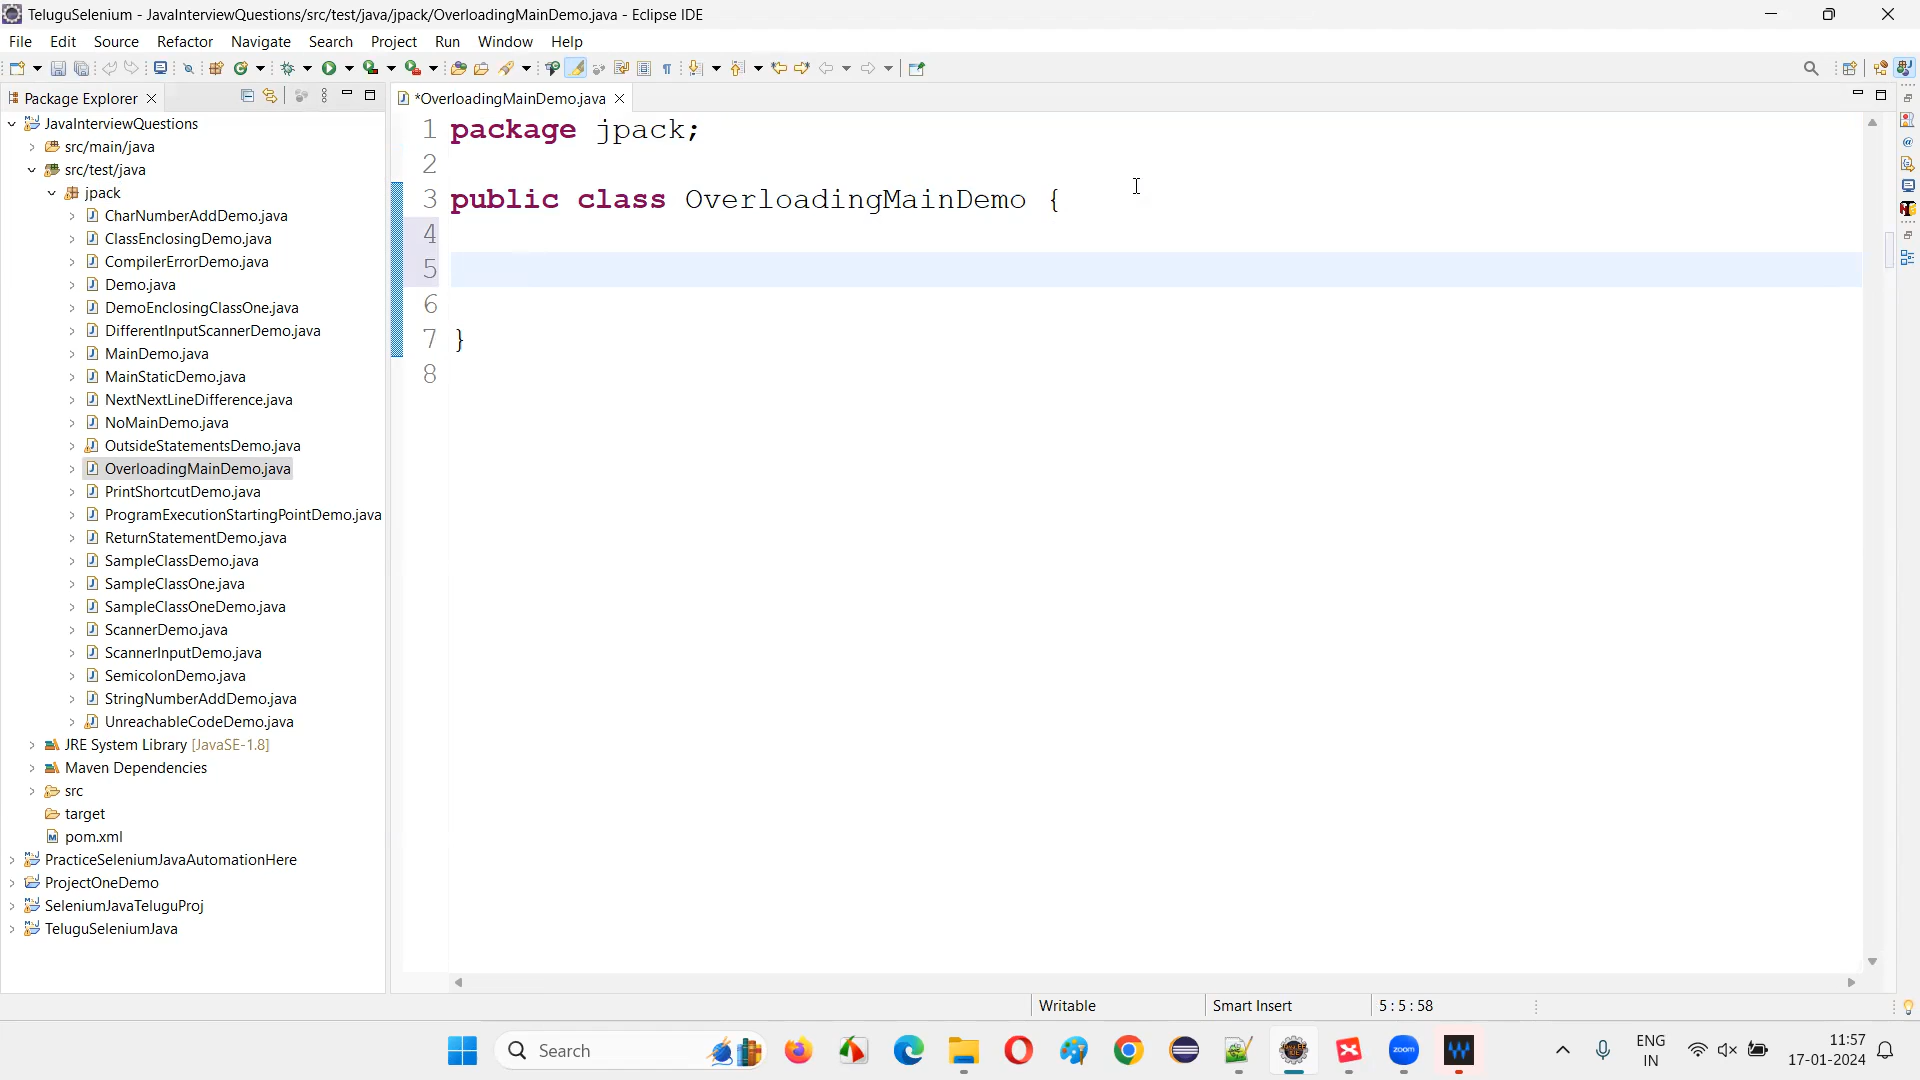 TeluguSelenium - JavaInterviewQuestions/src/test/java/jpack/OverloadingMainDemo.java - Eclipse IDE
File Edit Source Refactor Navigate Search Project Run Window Help
Package Explorer
*OverloadingMainDemo.java
JavaInterviewQuestions
src/main/java
src/test/java
jpack
CharNumberAddDemo.java
ClassEnclosingDemo.java
CompilerErrorDemo.java
Demo.java
DemoEnclosingClassOne.java
DifferentInputScannerDemo.java
MainDemo.java
MainStaticDemo.java
NextNextLineDifference.java
NoMainDemo.java
OutsideStatementsDemo.java
OverloadingMainDemo.java
PrintShortcutDemo.java
ProgramExecutionStartingPointDemo.java
ReturnStatementDemo.java
SampleClassDemo.java
SampleClassOne.java
SampleClassOneDemo.java
ScannerDemo.java
ScannerInputDemo.java
SemicolonDemo.java
StringNumberAddDemo.java
UnreachableCodeDemo.java
JRE System Library [JavaSE-1.8]
Maven Dependencies
src
target
pom.xml
PracticeSeleniumJavaAutomationHere
ProjectOneDemo
SeleniumJavaTeluguProj
TeluguSeleniumJava
1 package jpack;
2
3 public class OverloadingMainDemo {
4
5
6
7 }
8
Writable Smart Insert 5 : 5 : 58
Search
zoom
ENG
IN
11:57
17-01-2024